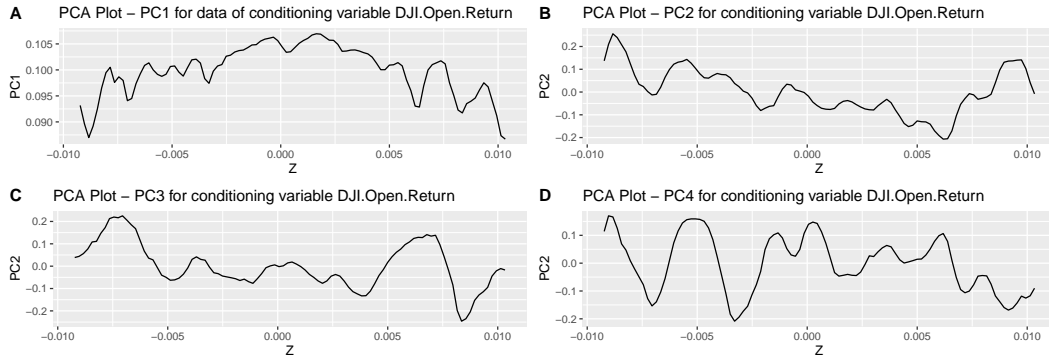 A PCA Plot − PC1 for data of conditioning variable DJI.Open.Return
PC1
0.105
0.100
0.095
0.090
−0.010 −0.005 0.000 0.005 0.010
Z
B PCA Plot − PC2 for conditioning variable DJI.Open.Return
PC2
0.2
0.1
0.0
−0.1
−0.2
−0.010 −0.005 0.000 0.005 0.010
Z
C PCA Plot − PC3 for conditioning variable DJI.Open.Return
PC2
0.2
0.1
0.0
−0.1
−0.2
−0.010 −0.005 0.000 0.005 0.010
Z
D PCA Plot − PC4 for conditioning variable DJI.Open.Return
PC2
0.1
0.0
−0.1
−0.2
−0.010 −0.005 0.000 0.005 0.010
Z